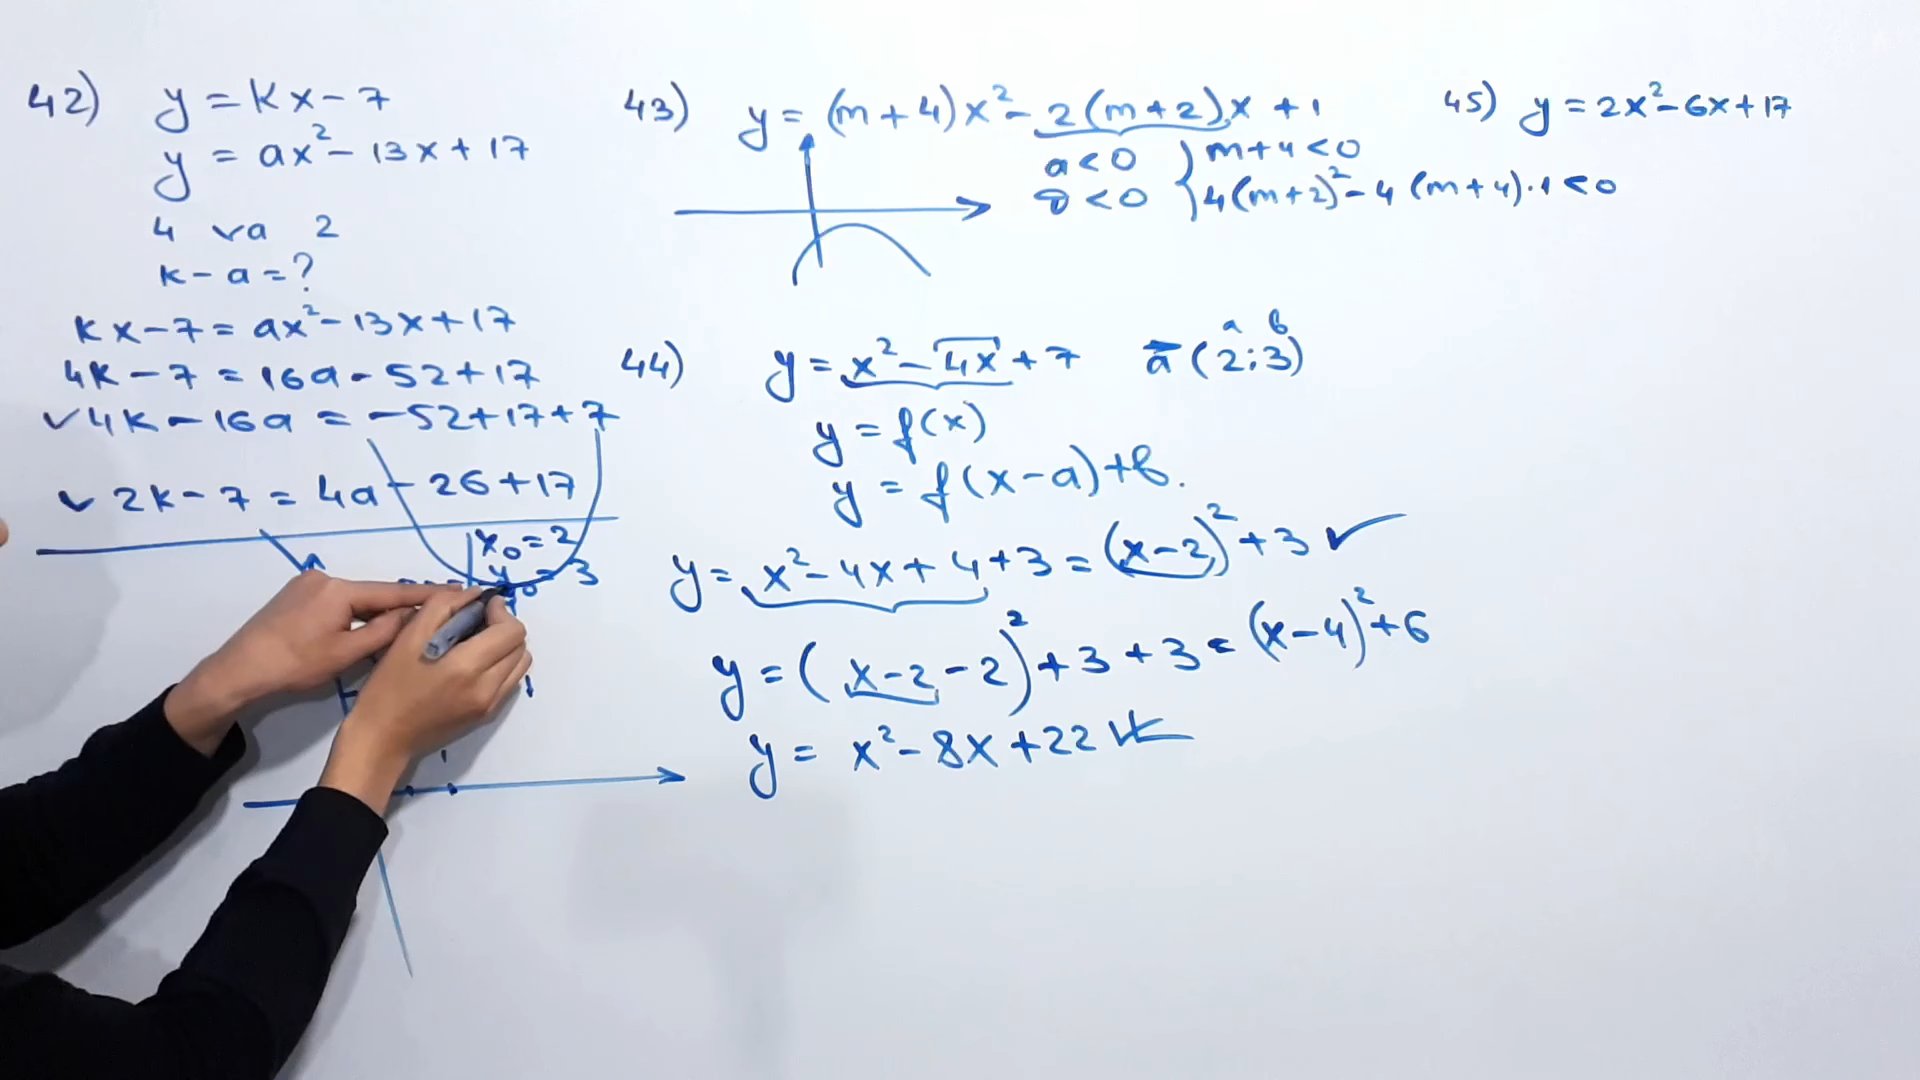 42) y = kx - 7
y = ax² - 13x + 17
4 va 2
k - a = ?
kx - 7 = ax² - 13x + 17
4k - 7 = 16a - 52 + 17
✓4k - 16a = -52 + 17 + 7
✓ 2k - 7 = 4a - 26 + 17
x₀ = 2
y₀ = 3
43) y = (m + 4)x² - 2(m + 2)x + 1
a < 0 } m + 4 < 0
D < 0 } 4(m + 2)² - 4(m + 4)·1 < 0
44) y = x² - 4x + 7 a⃗ (2;3)
a b
y = f(x)
y = f(x - a) + b.
y = x² - 4x + 4 + 3 = (x - 2)² + 3 ✓
y = (x - 2 - 2)² + 3 + 3 = (x - 4)² + 6
y = x² - 8x + 22
45) y = 2x² - 6x + 17